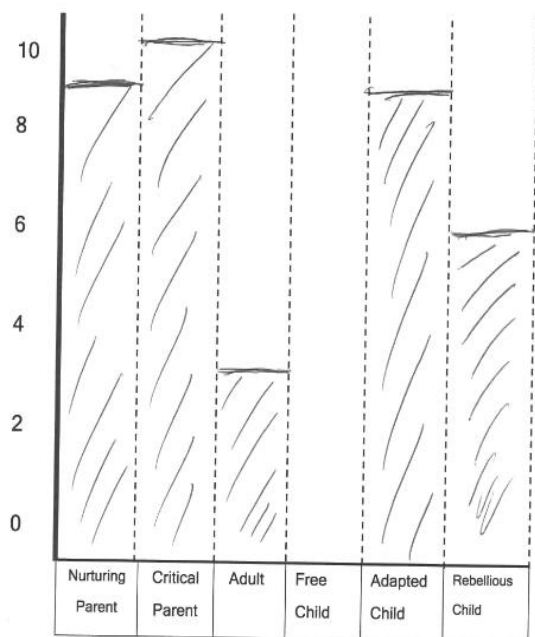 10
8
6
4
2
0
Nurturing Parent
Critical Parent
Adult
Free Child
Adapted Child
Rebellious Child